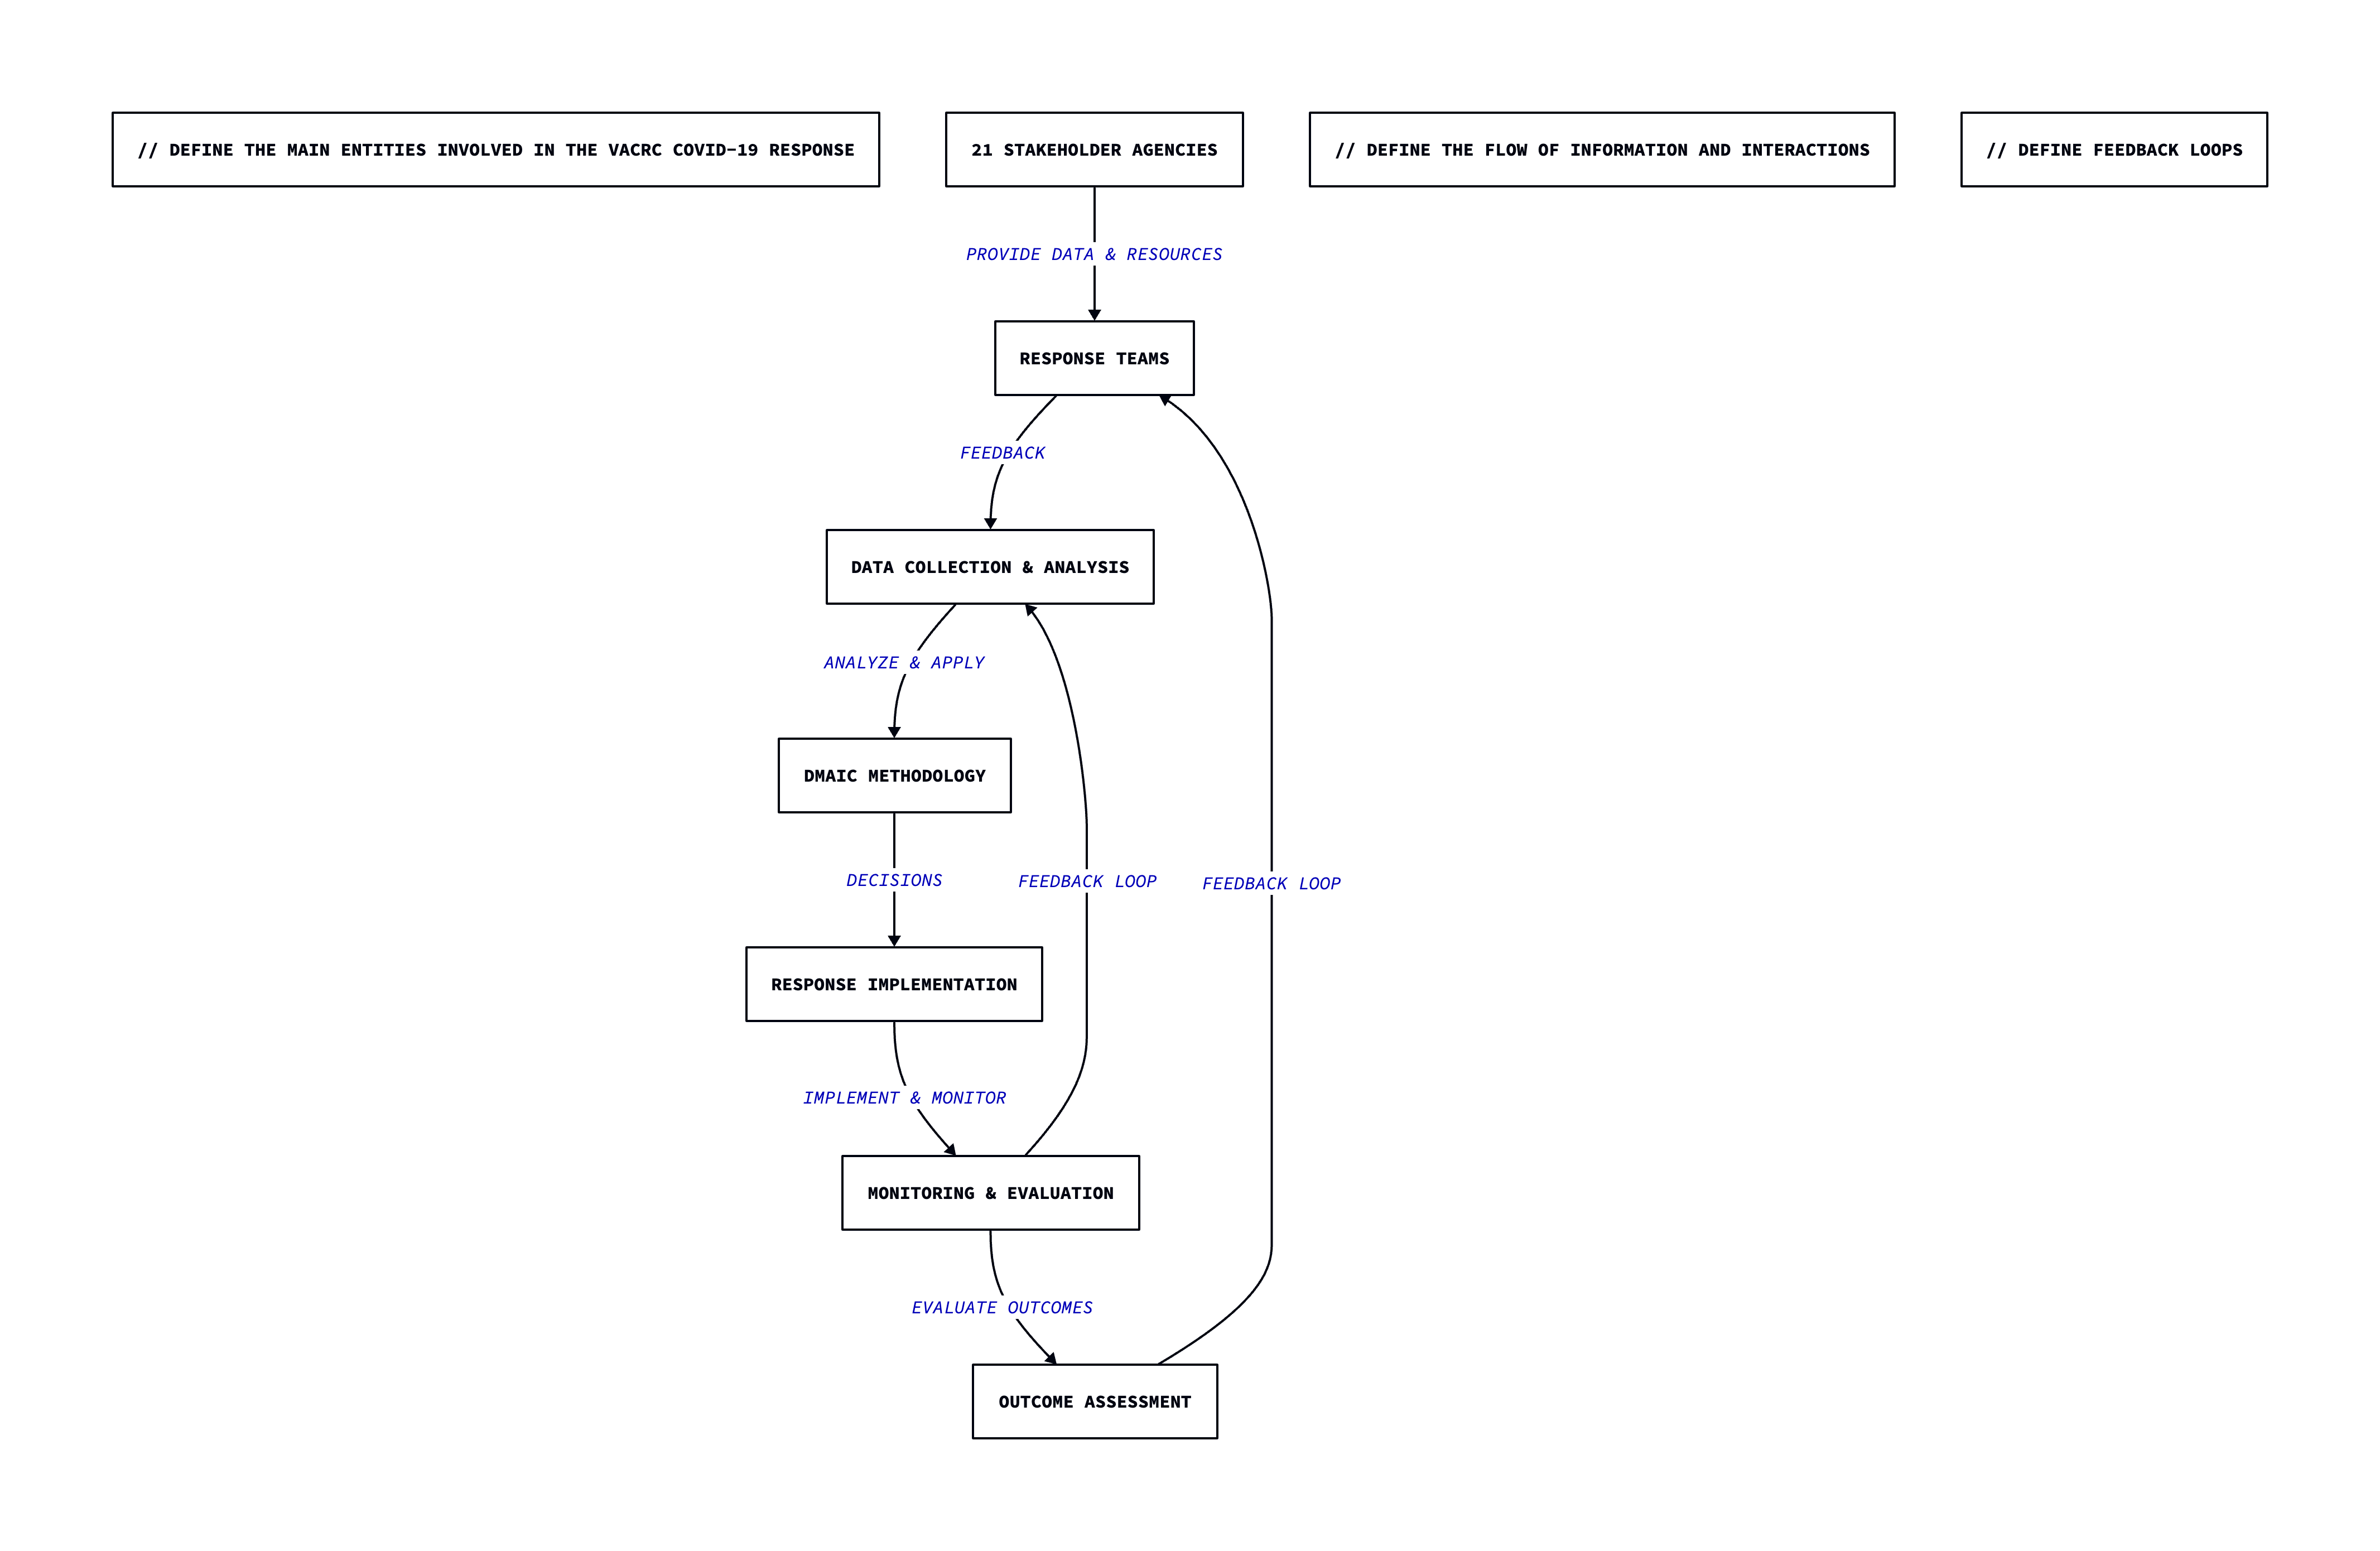 // DEFINE THE MAIN ENTITIES INVOLVED IN THE VACRC COVID-19 RESPONSE
21 STAKEHOLDER AGENCIES
// DEFINE THE FLOW OF INFORMATION AND INTERACTIONS
// DEFINE FEEDBACK LOOPS
PROVIDE DATA & RESOURCES
RESPONSE TEAMS
FEEDBACK
DATA COLLECTION & ANALYSIS
ANALYZE & APPLY
DMAIC METHODOLOGY
DECISIONS
FEEDBACK LOOP
FEEDBACK LOOP
RESPONSE IMPLEMENTATION
IMPLEMENT & MONITOR
MONITORING & EVALUATION
EVALUATE OUTCOMES
OUTCOME ASSESSMENT